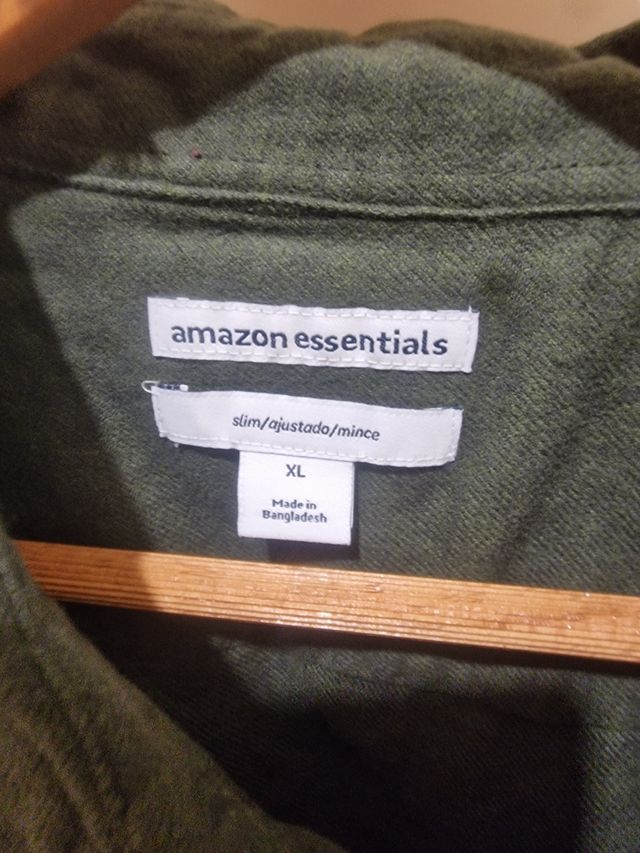 amazon essentials
slim/ajustado/mince
XL
Made in
Bangladesh